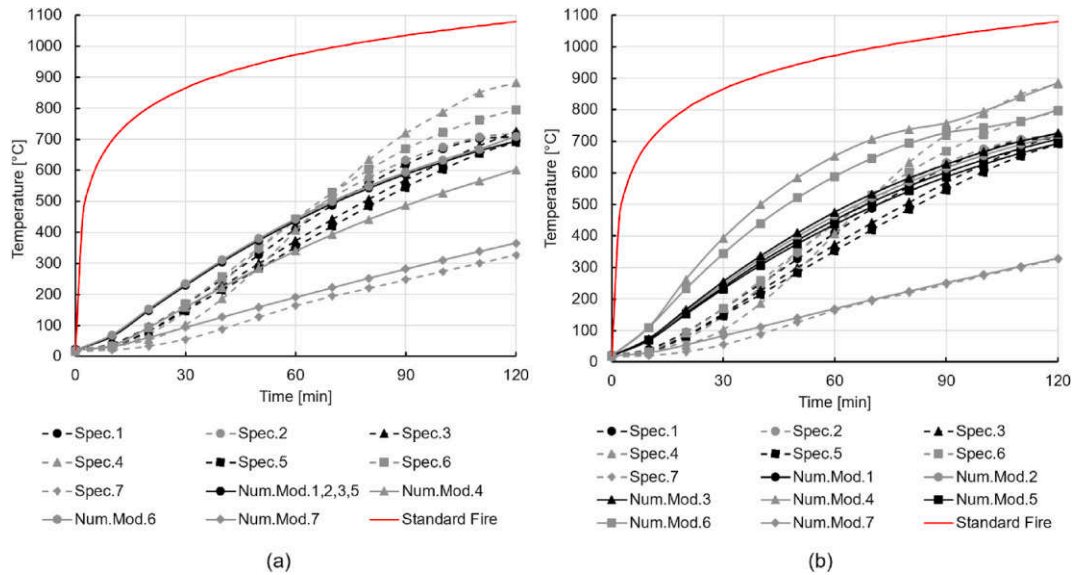 1100
1000
900
800
700
600
500
400
300
200
100
0
Temperature [°C]
0 30 60 90 120
Time [min]
Spec.1 Spec.2 Spec.3
Spec.4 Spec.5 Spec.6
Spec.7 Num.Mod.1,2,3,5 Num.Mod.4
Num.Mod.6 Num.Mod.7 Standard Fire
(a)
1100
1000
900
800
700
600
500
400
300
200
100
0
Temperature [°C]
0 30 60 90 120
Time [min]
Spec.1 Spec.2 Spec.3
Spec.4 Spec.5 Spec.6
Spec.7 Num.Mod.1 Num.Mod.2
Num.Mod.3 Num.Mod.4 Num.Mod.5
Num.Mod.6 Num.Mod.7 Standard Fire
(b)